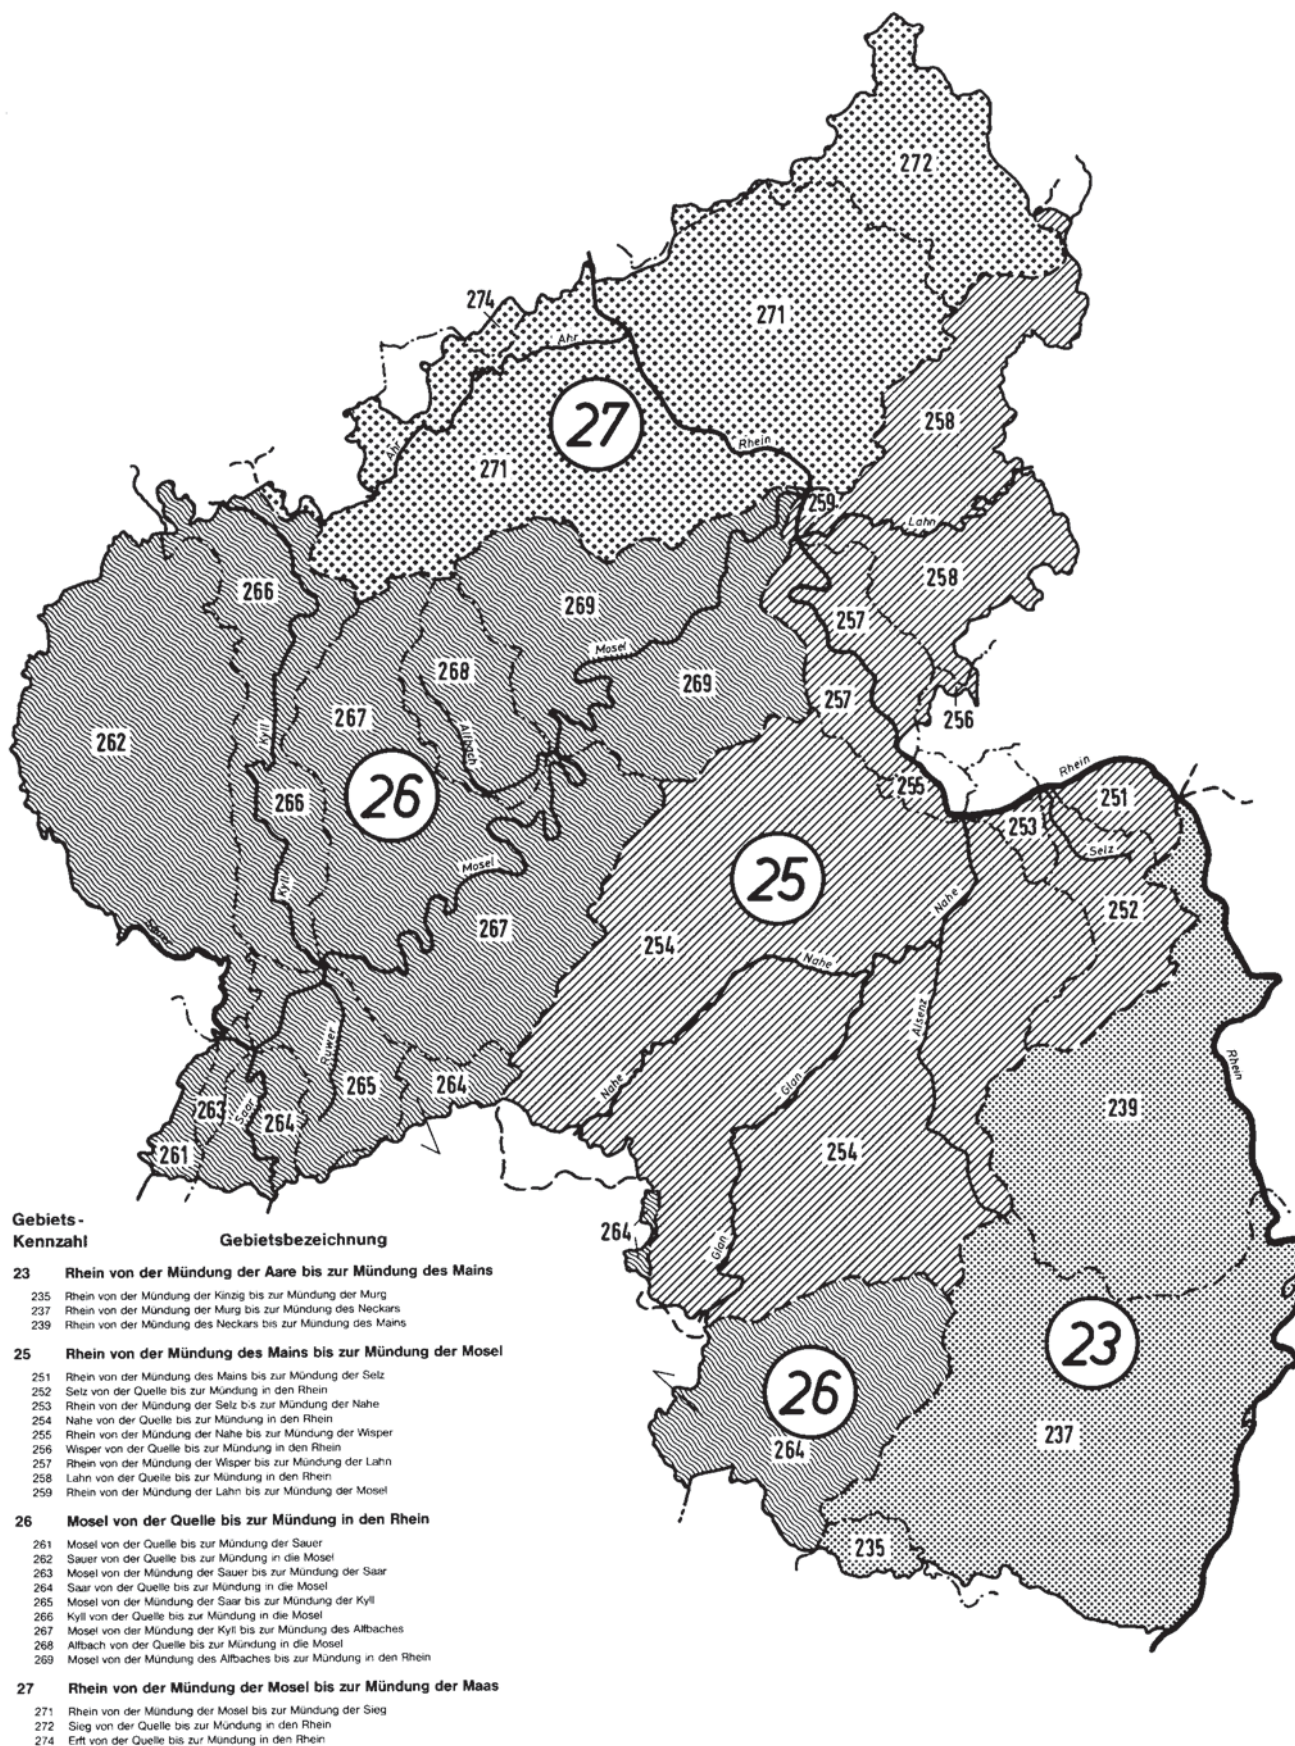 272
274
271
Ahr
27
258
Ahr
Rhein
271
259
Lahn
266
258
269
257
Mosel
268
269
257
267
256
Kyll
262
Alfbach
Rhein
26
255
251
266
253
Selz
25
Mosel
Kyll
Nahe
252
267
254
Sauer
Nahe
Alsenz
Ruwer
Rhein
265
264
Nahe
Glan
263
Saar
264
239
261
254
264
Glan
23
26
237
264
235
Gebiets-
Kennzahl Gebietsbezeichnung
23 Rhein von der Mündung der Aare bis zur Mündung des Mains
235 Rhein von der Mündung der Kinzig bis zur Mündung der Murg
237 Rhein von der Mündung der Murg bis zur Mündung des Neckars
239 Rhein von der Mündung des Neckars bis zur Mündung des Mains
25 Rhein von der Mündung des Mains bis zur Mündung der Mosel
251 Rhein von der Mündung des Mains bis zur Mündung der Selz
252 Selz von der Quelle bis zur Mündung in den Rhein
253 Rhein von der Mündung der Selz bis zur Mündung der Nahe
254 Nahe von der Quelle bis zur Mündung in den Rhein
255 Rhein von der Mündung der Nahe bis zur Mündung der Wisper
256 Wisper von der Quelle bis zur Mündung in den Rhein
257 Rhein von der Mündung der Wisper bis zur Mündung der Lahn
258 Lahn von der Quelle bis zur Mündung in den Rhein
259 Rhein von der Mündung der Lahn bis zur Mündung der Mosel
26 Mosel von der Quelle bis zur Mündung in den Rhein
261 Mosel von der Quelle bis zur Mündung der Sauer
262 Sauer von der Quelle bis zur Mündung in die Mosel
263 Mosel von der Mündung der Sauer bis zur Mündung der Saar
264 Saar von der Quelle bis zur Mündung in die Mosel
265 Mosel von der Mündung der Saar bis zur Mündung der Kyll
266 Kyll von der Quelle bis zur Mündung in die Mosel
267 Mosel von der Mündung der Kyll bis zur Mündung des Alfbaches
268 Alfbach von der Quelle bis zur Mündung in die Mosel
269 Mosel von der Mündung des Alfbaches bis zur Mündung in den Rhein
27 Rhein von der Mündung der Mosel bis zur Mündung der Maas
271 Rhein von der Mündung der Mosel bis zur Mündung der Sieg
272 Sieg von der Quelle bis zur Mündung in den Rhein
274 Erft von der Quelle bis zur Mündung in den Rhein